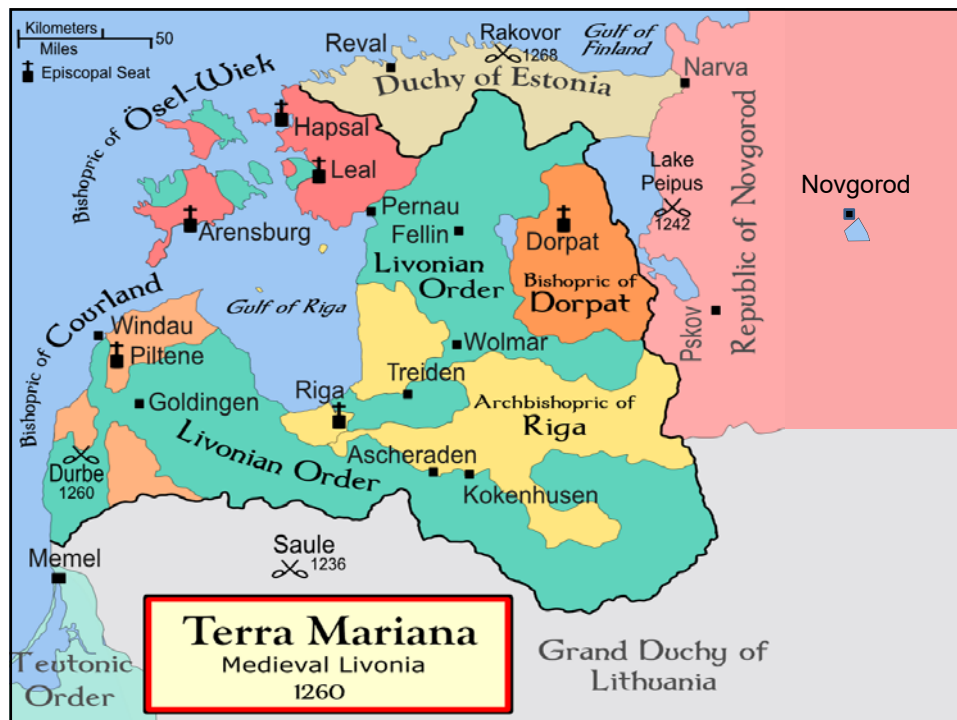 Kilometers
50
Miles
Episcopal Seat
Bishopric of Ösel-Wiek
Reval
Rakovor
1268
Gulf of
Finland
Duchy of Estonia
Narva
Hapsal
Leal
Arensburg
Pernau
Fellin
Livonian
Order
Dorpat
Bishopric of
Dorpat
Lake
Peipus
1242
Republic of Novgorod
Novgorod
Pskov
Bishopric of Courland
Gulf of Riga
Windau
Piltene
Goldingen
Wolmar
Treiden
Riga
Archbishopric of
Riga
Livonian Order
Ascheraden
Kokenhusen
Durbe
1260
Memel
Saule
1236
Terra Mariana
Medieval Livonia
1260
Teutonic
Order
Grand Duchy of
Lithuania